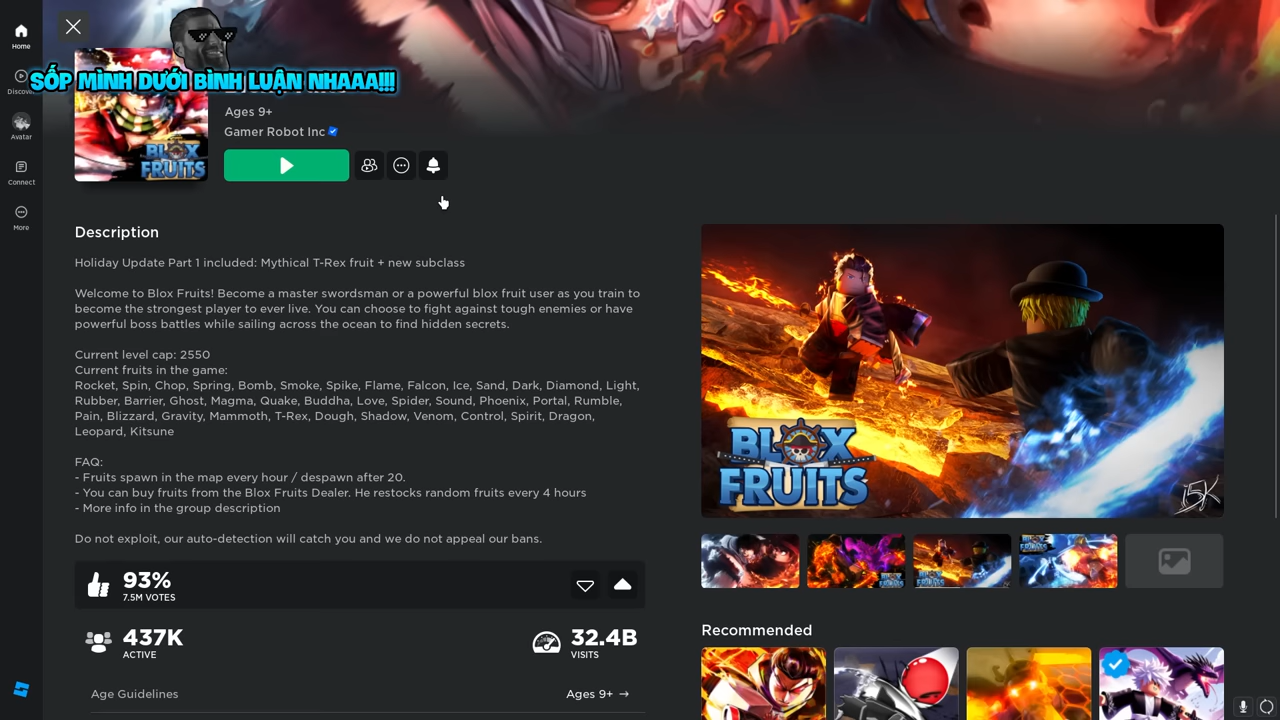 Home
Discover
SỐP MÌNH DƯỚI BÌNH LUẬN NHAAA!!!
Avatar
Connect
More
BLOX
FRUITS
Ages 9+
Gamer Robot Inc
Description
Holiday Update Part 1 included: Mythical T-Rex fruit + new subclass
Welcome to Blox Fruits! Become a master swordsman or a powerful blox fruit user as you train to
become the strongest player to ever live. You can choose to fight against tough enemies or have
powerful boss battles while sailing across the ocean to find hidden secrets.
Current level cap: 2550
Current fruits in the game:
Rocket, Spin, Chop, Spring, Bomb, Smoke, Spike, Flame, Falcon, Ice, Sand, Dark, Diamond, Light,
Rubber, Barrier, Ghost, Magma, Quake, Buddha, Love, Spider, Sound, Phoenix, Portal, Rumble,
Pain, Blizzard, Gravity, Mammoth, T-Rex, Dough, Shadow, Venom, Control, Spirit, Dragon,
Leopard, Kitsune
FAQ:
- Fruits spawn in the map every hour / despawn after 20.
- You can buy fruits from the Blox Fruits Dealer. He restocks random fruits every 4 hours
- More info in the group description
Do not exploit, our auto-detection will catch you and we do not appeal our bans.
93%
7.5M VOTES
437K
ACTIVE
32.4B
VISITS
Age Guidelines
Ages 9+ →
BLOX
FRUITS
i5K
BLOX
FRUITS
BLOX
FRUITS
BLOX
FRUITS
Recommended